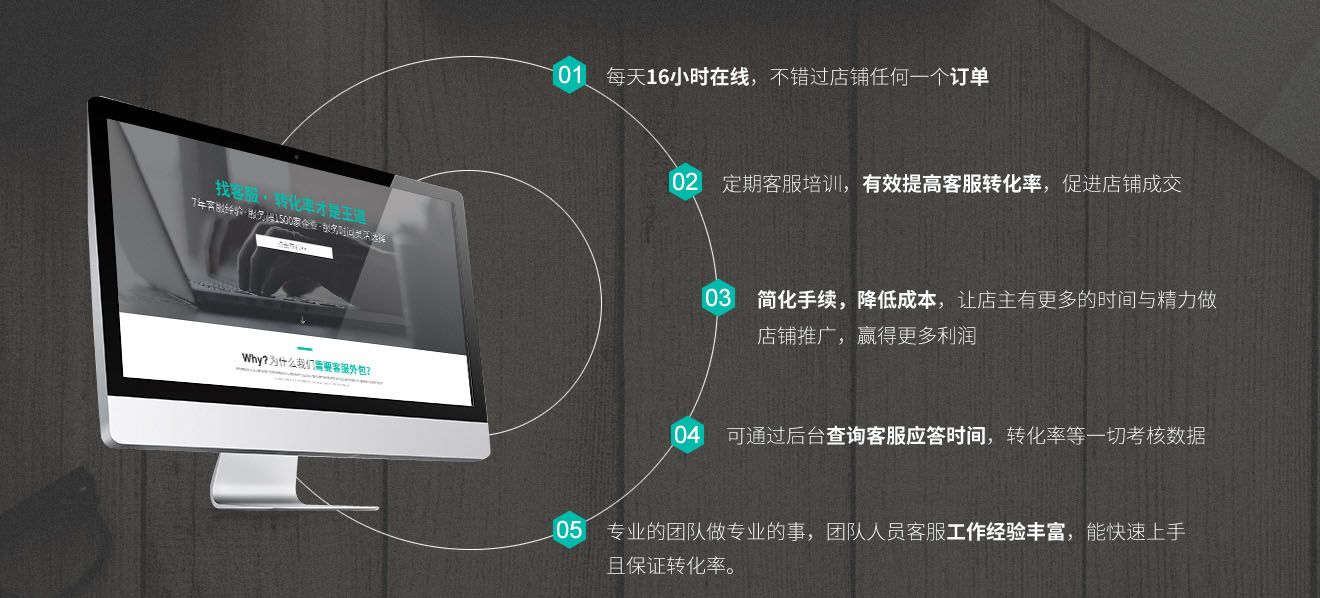 找客服 · 转化率才是王道
7年客服经验 · 服务超1500家企业 · 服务时间灵活选择
Why? 为什么我们需要客服外包?
01 每天16小时在线，不错过店铺任何一个订单
02 定期客服培训，有效提高客服转化率，促进店铺成交
03 简化手续，降低成本，让店主有更多的时间与精力做
店铺推广，赢得更多利润
04 可通过后台查询客服应答时间，转化率等一切考核数据
05 专业的团队做专业的事，团队人员客服工作经验丰富，能快速上手
且保证转化率。